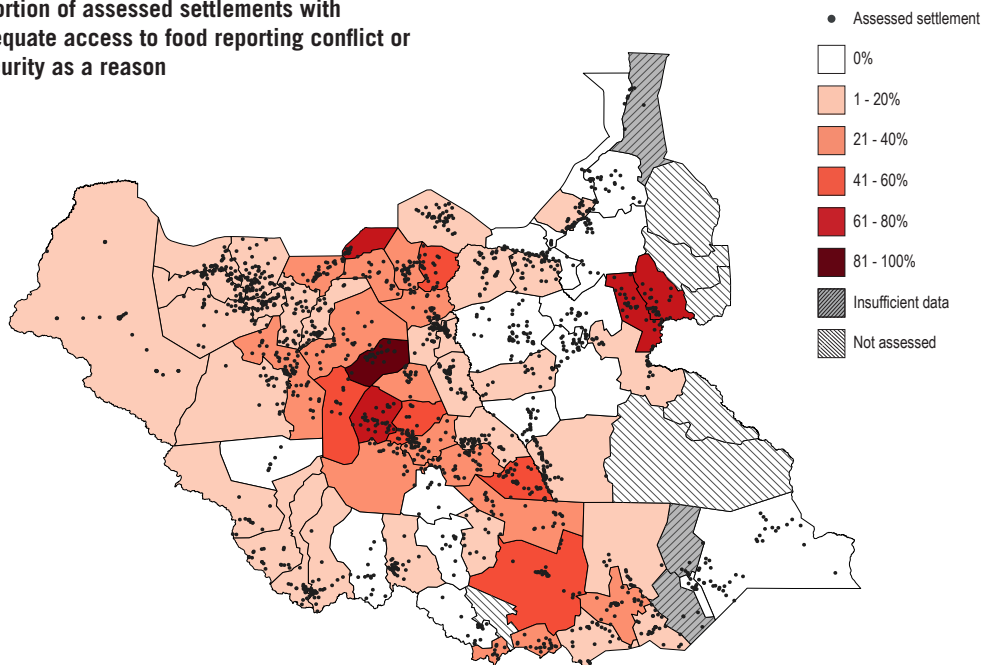 ortion of assessed settlements with
equate access to food reporting conflict or
urity as a reason
Assessed settlement
0%
1 - 20%
21 - 40%
41 - 60%
61 - 80%
81 - 100%
Insufficient data
Not assessed